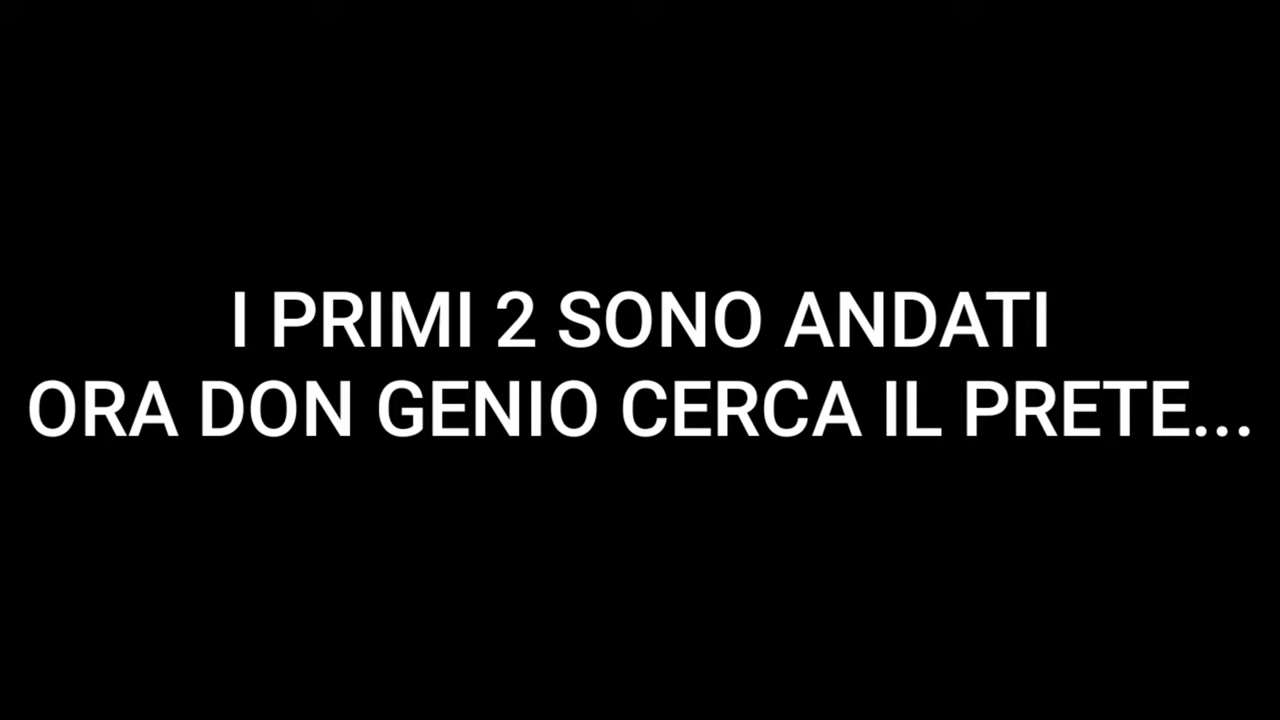 I PRIMI 2 SONO ANDATI
ORA DON GENIO CERCA IL PRETE...